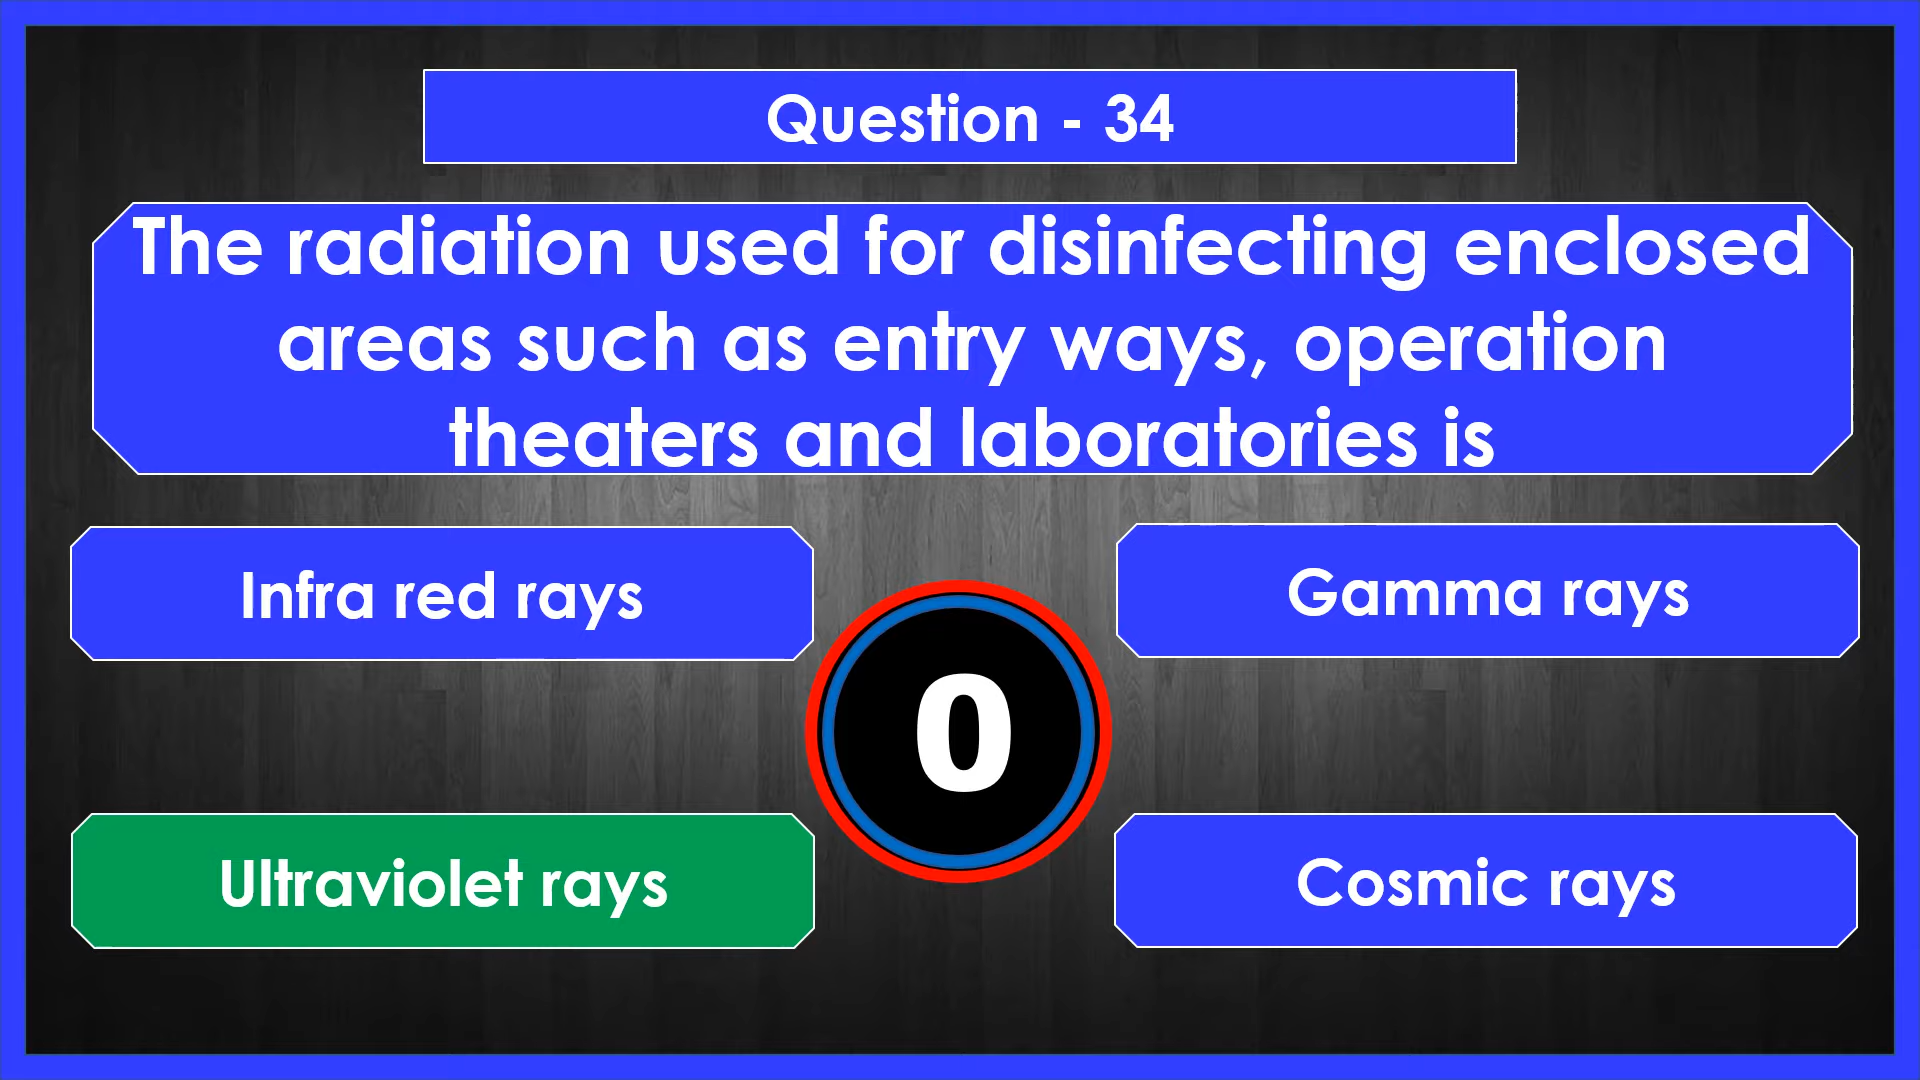 Question - 34
The radiation used for disinfecting enclosed
areas such as entry ways, operation
theaters and laboratories is
Infra red rays
Gamma rays
0
Ultraviolet rays
Cosmic rays